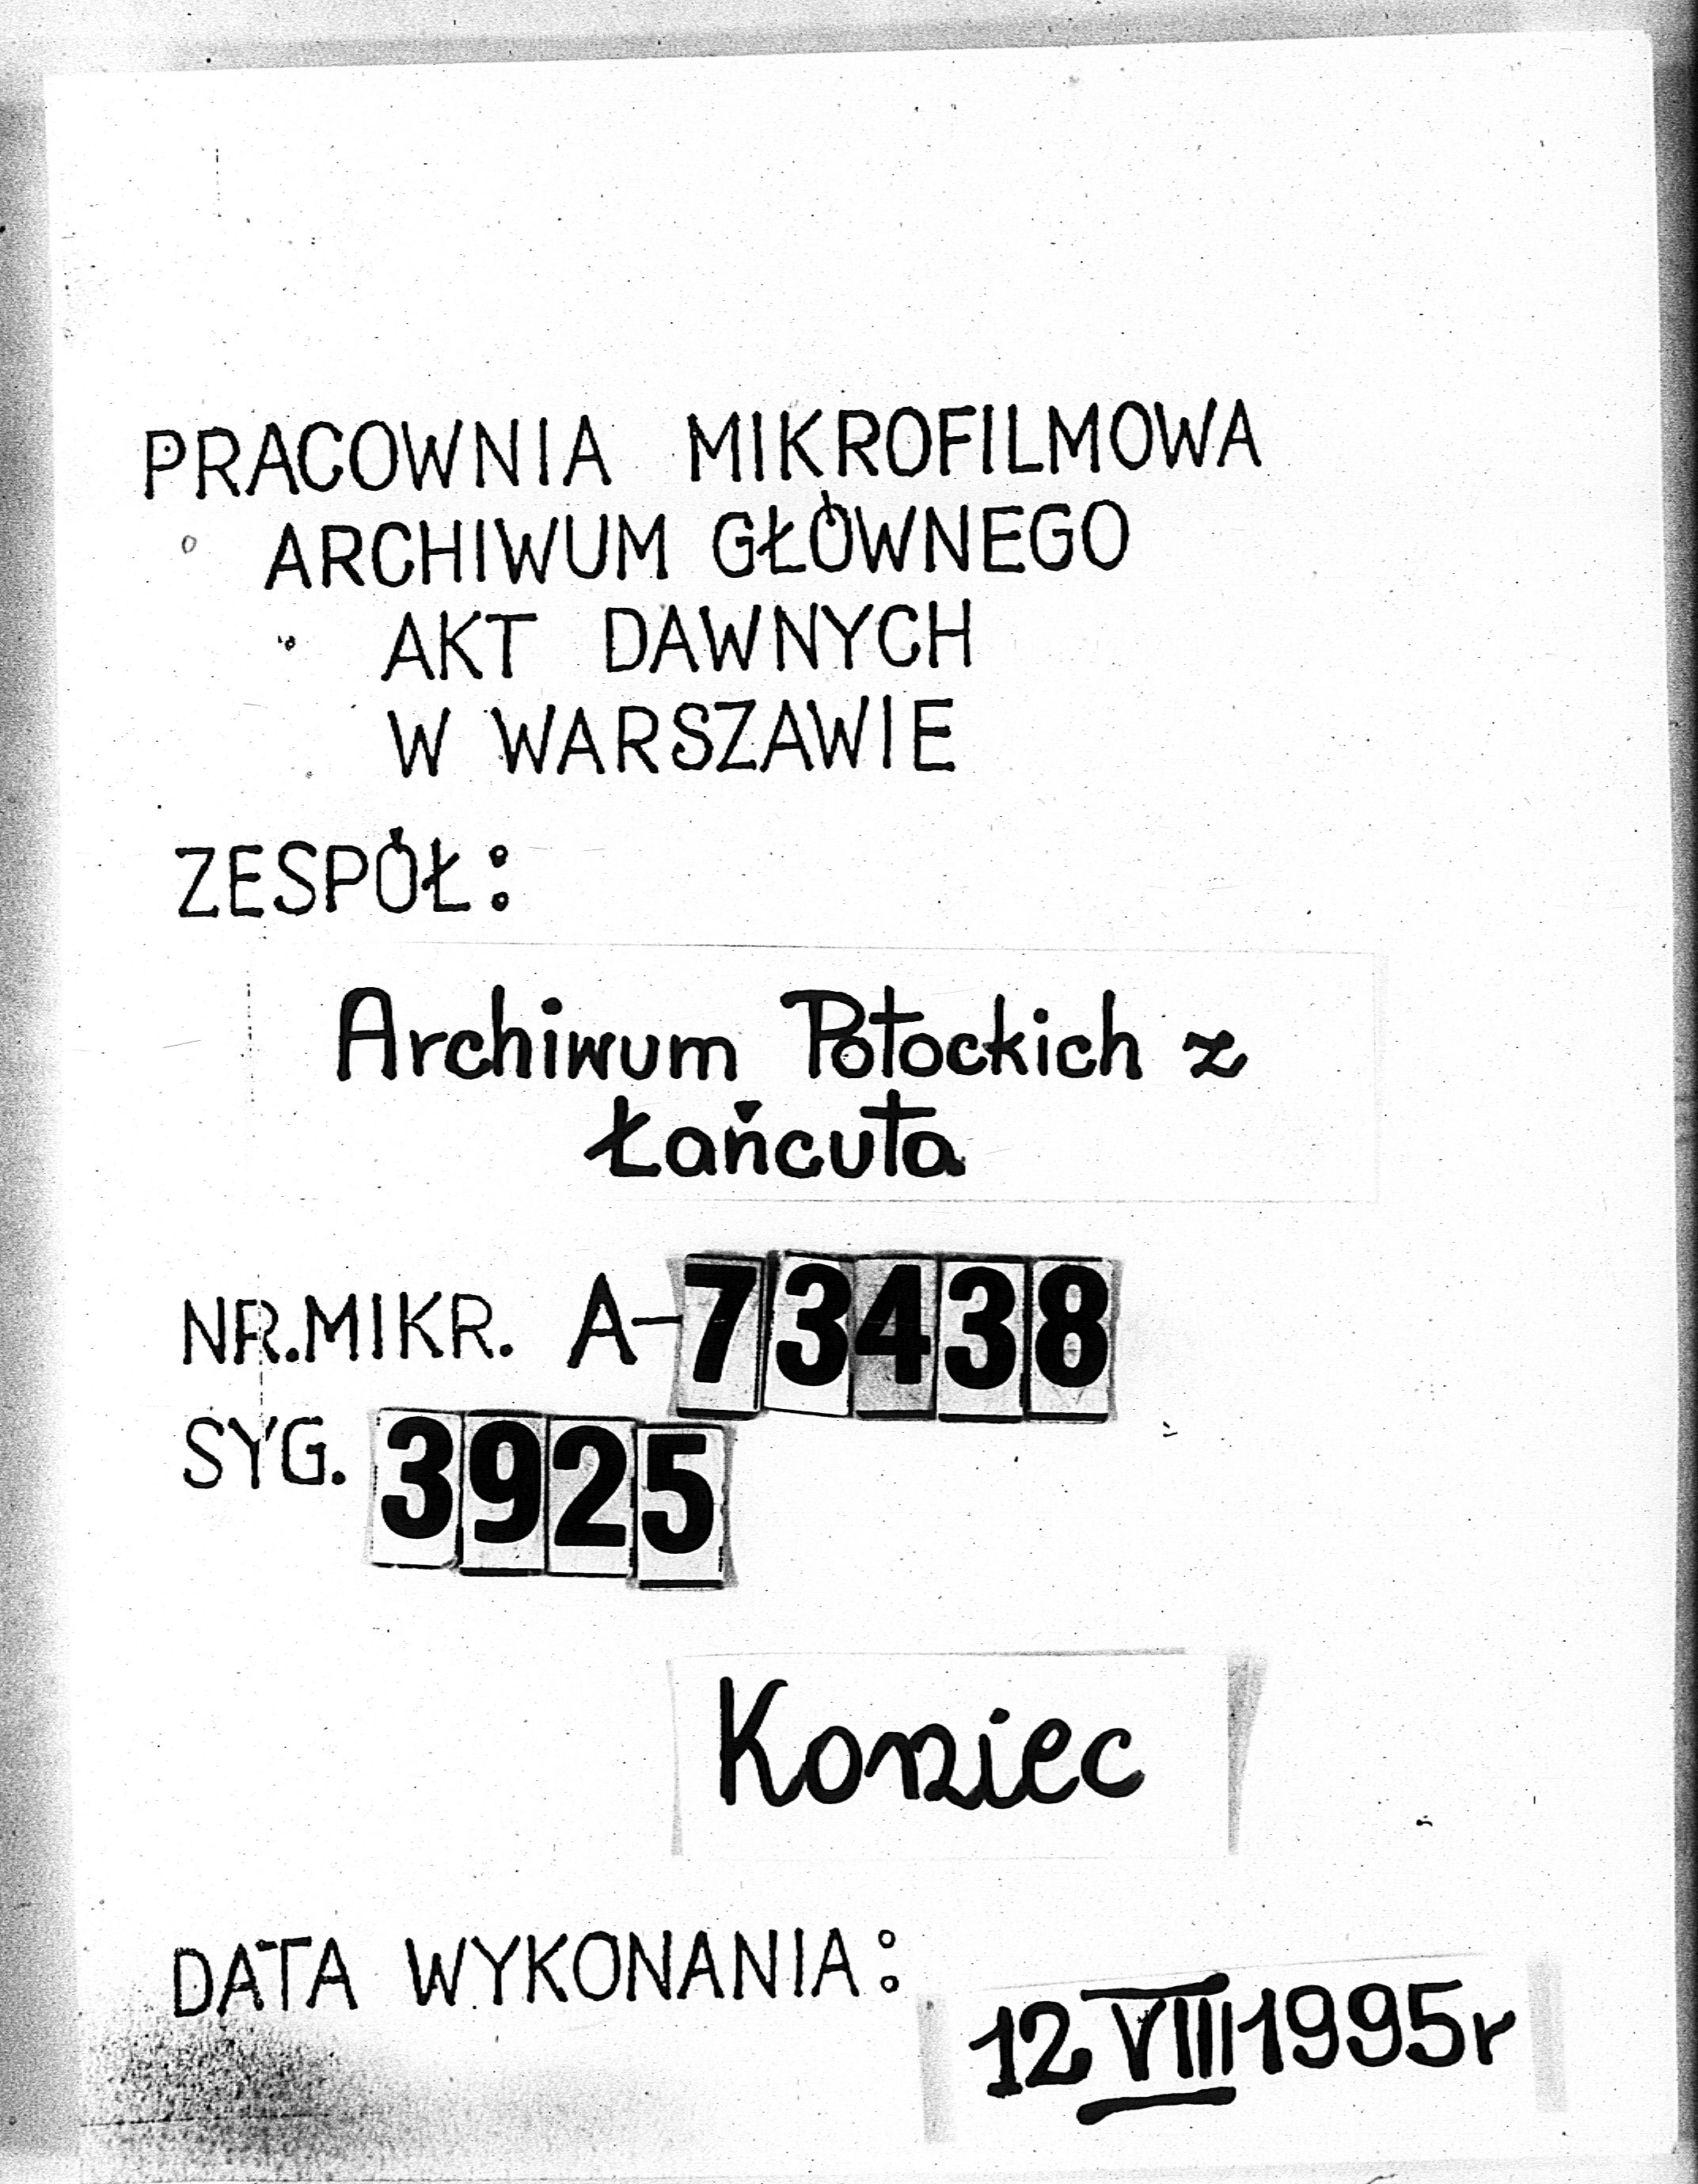 PRACOWNIA MIKROFILMOWA
ARCHIWUM GŁÓWNEGO
AKT DAWNYCH
W WARSZAWIE
ZESPÓŁ:
Archiwum Potockich z
Łańcuta
NR.MIKR. A-73438
SYG. 3925
Koniec
DATA WYKONANIA:
12 VIII 1995r